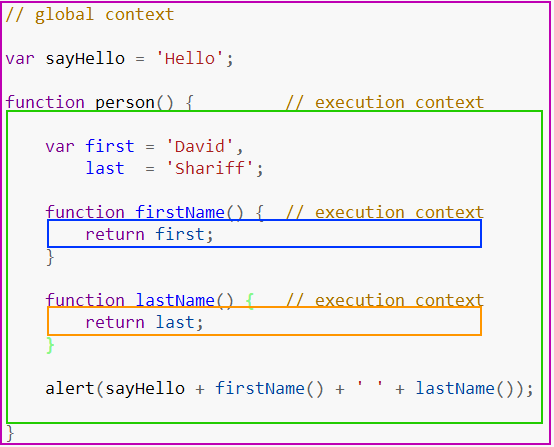 // global context
var sayHello = 'Hello';
function person() {         // execution context
    var first = 'David',
        last  = 'Shariff';
    function firstName() {  // execution context
        return first;
    }
    function lastName() {   // execution context
        return last;
    }
    alert(sayHello + firstName() + ' ' + lastName());
}